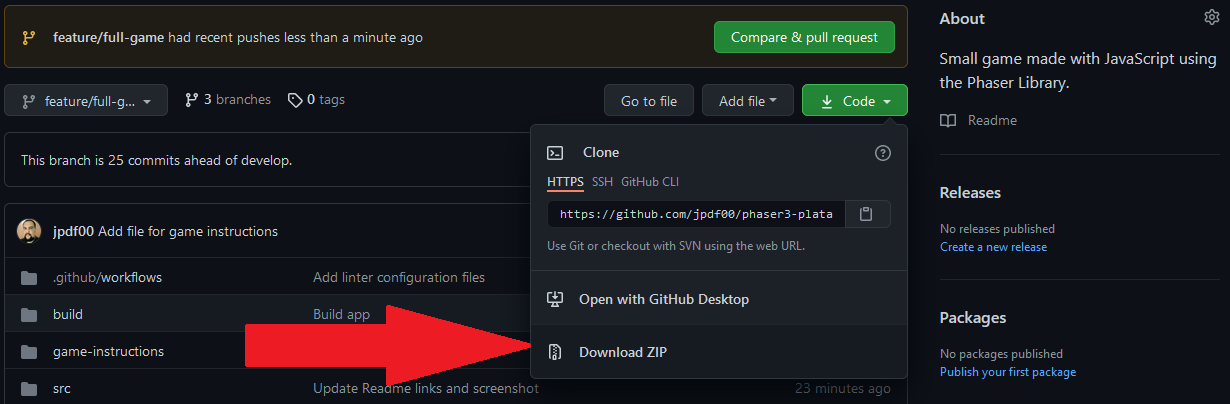 feature/full-game had recent pushes less than a minute ago
Compare & pull request
feature/full-g...
3 branches
0 tags
Go to file
Add file
Code
This branch is 25 commits ahead of develop.
Clone
HTTPS SSH GitHub CLI
https://github.com/jpdf00/phaser3-plata
Use Git or checkout with SVN using the web URL.
Open with GitHub Desktop
Download ZIP
jpdf00 Add file for game instructions
.github/workflows
Add linter configuration files
build
Build app
game-instructions
src
Update Readme links and screenshot
23 minutes ago
About
Small game made with JavaScript using
the Phaser Library.
Readme
Releases
No releases published
Create a new release
Packages
No packages published
Publish your first package